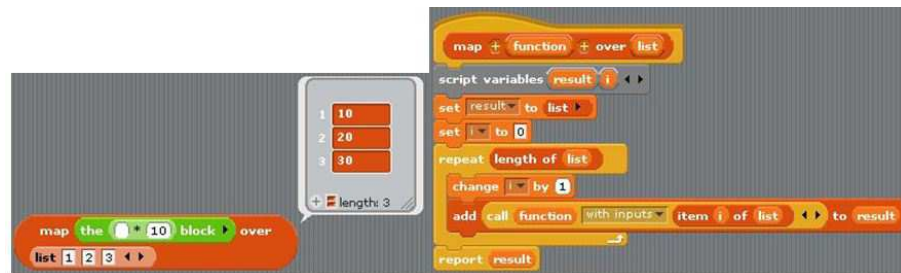 map the * 10 block over
list 1 2 3
1 10
2 20
3 30
+ length: 3
map + function + over list
script variables result i
set result to list
set i to 0
repeat length of list
change i by 1
add call function with inputs item i of list to result
report result